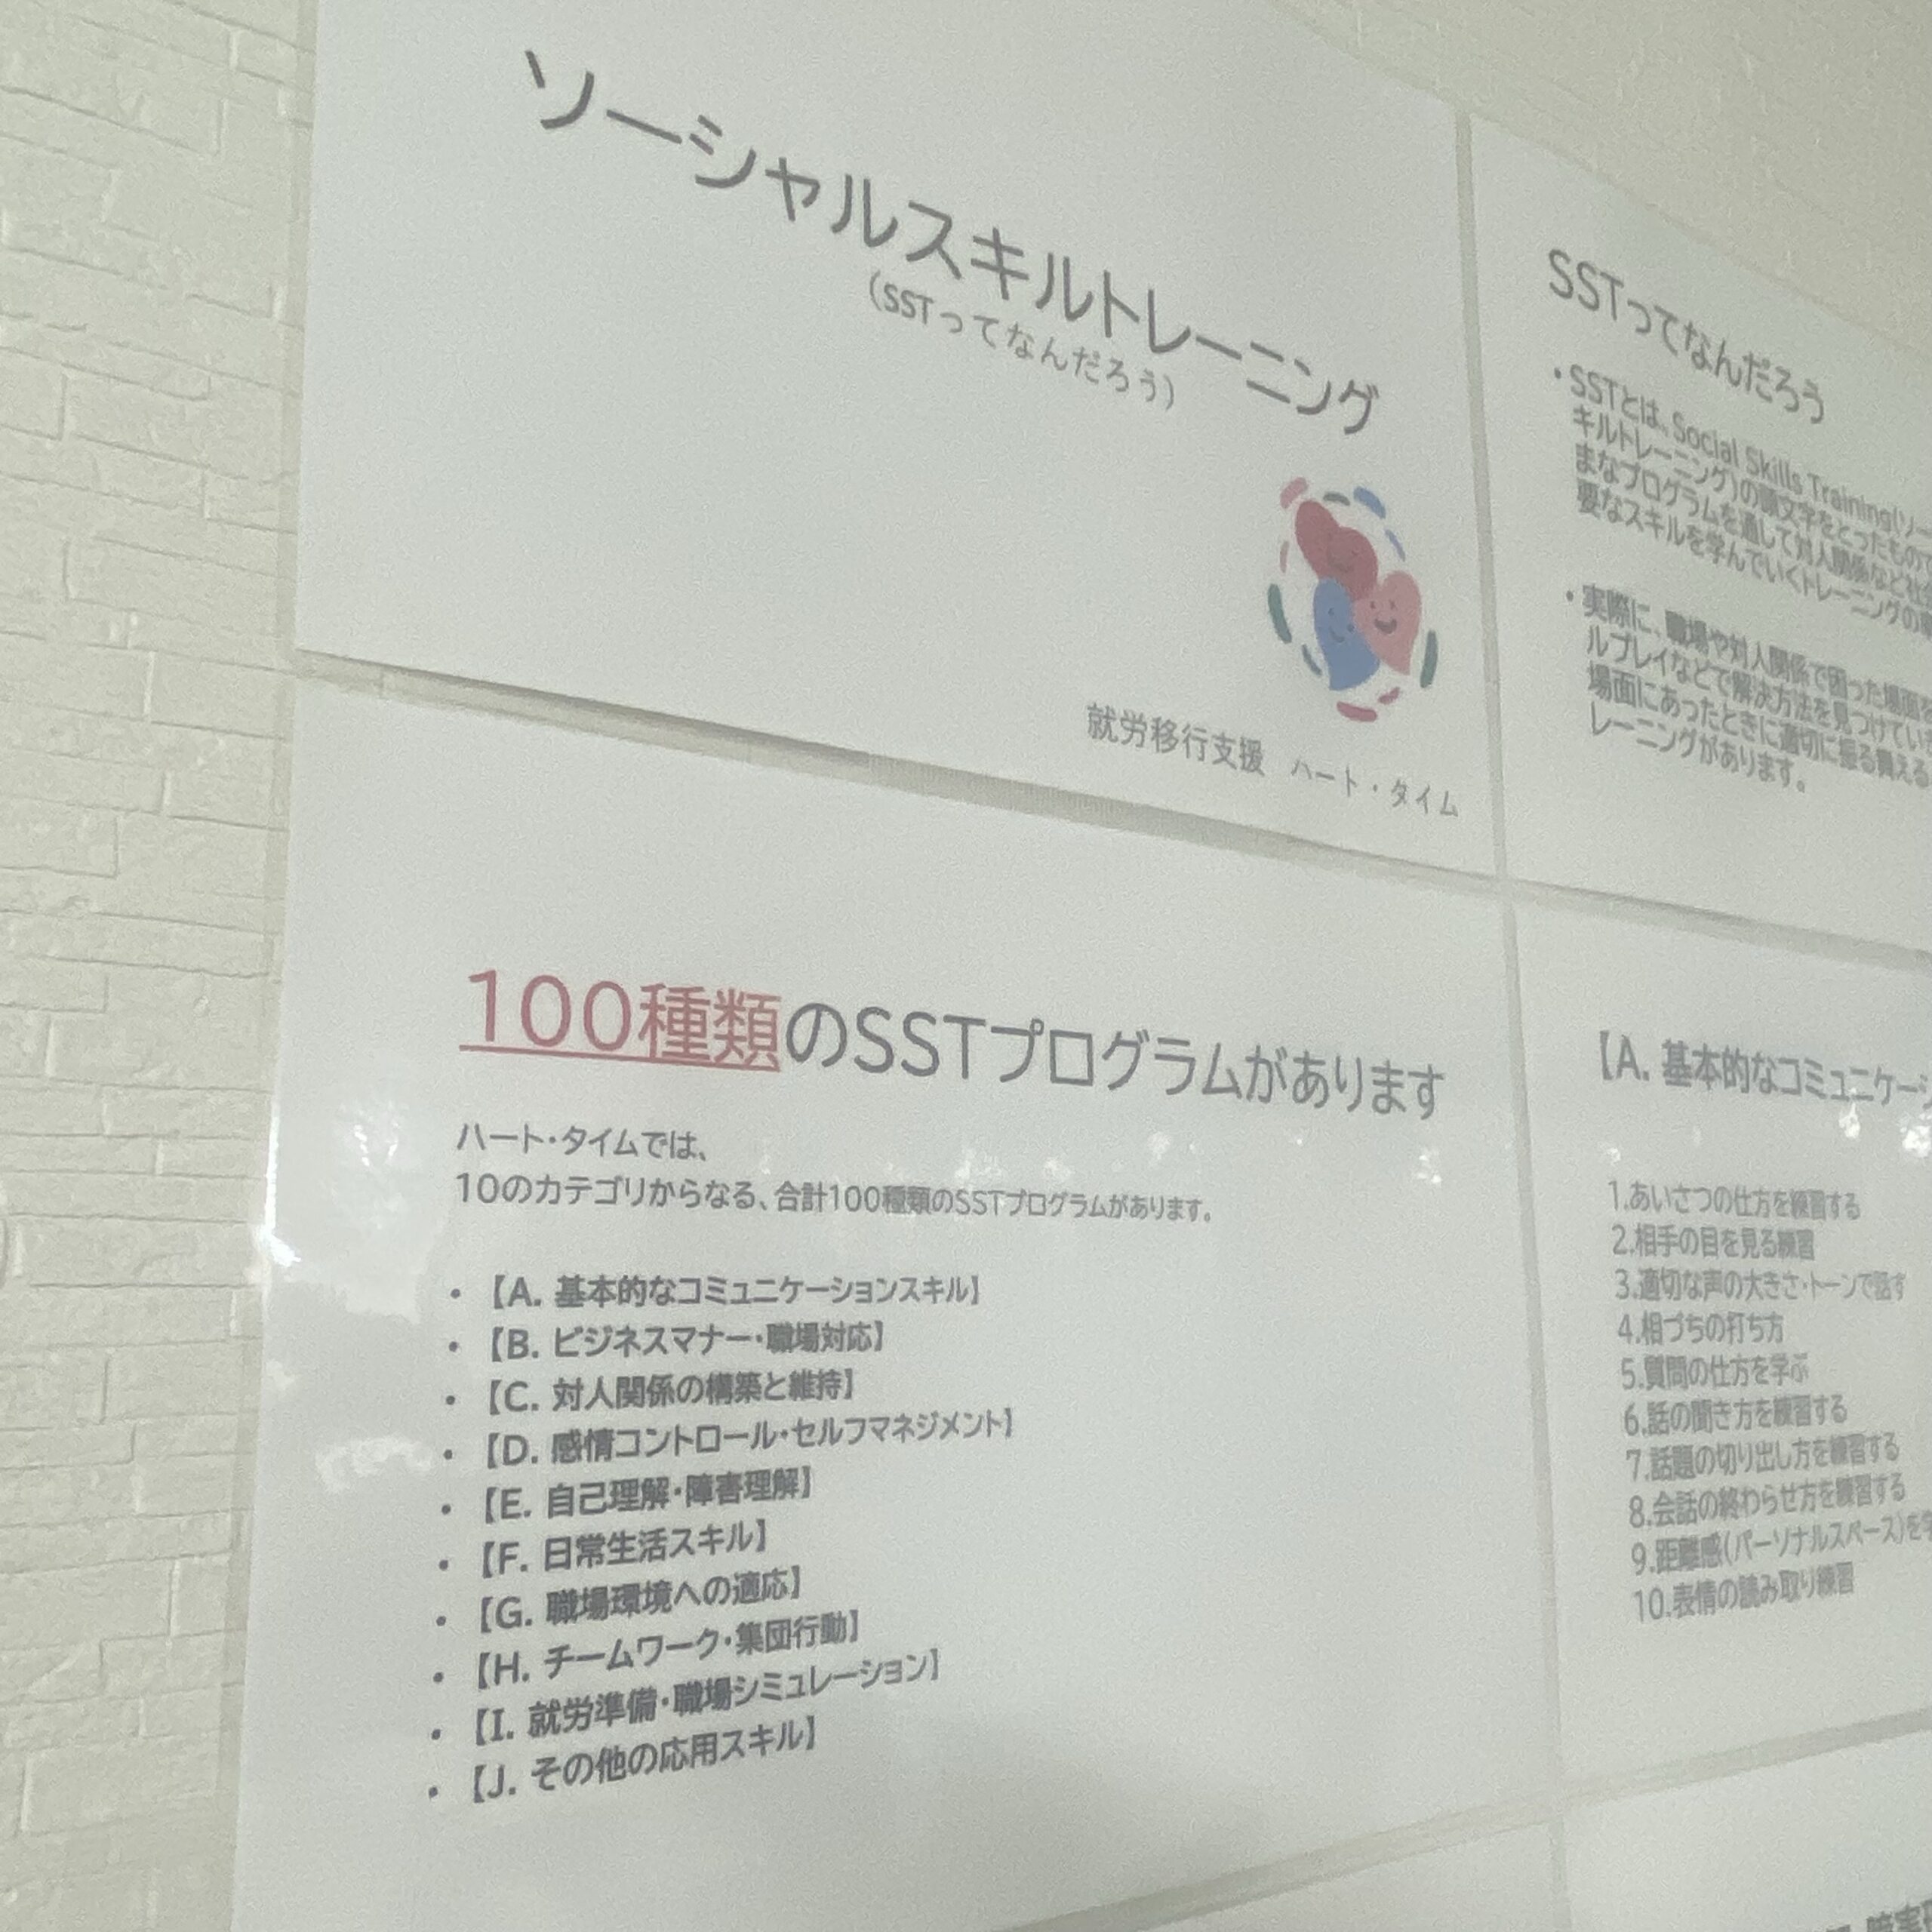 ソーシャルスキルトレーニング
(SSTってなんだろう)
就労移行支援 ハート・タイム
SSTってなんだろう
・SSTとは、Social Skills Training(ソー
キルトレーニング)の頭文字をとったもので
まなプログラムを通して対人関係など社
要なスキルを学んでいくトレーニングの
・実際に、職場や対人関係で困った場面を
ルプレイなどで解決方法を見つけてい
場面にあったときに適切に振る舞える
レーニングがあります。
100種類のSSTプログラムがあります
ハート・タイムでは、
10のカテゴリからなる、合計100種類のSSTプログラムがあります。
・【A. 基本的なコミュニケーションスキル】
・【B. ビジネスマナー・職場対応】
・【C. 対人関係の構築と維持】
・【D. 感情コントロール・セルフマネジメント】
・【E. 自己理解・障害理解】
・【F. 日常生活スキル】
・【G. 職場環境への適応】
・【H. チームワーク・集団行動】
・【I. 就労準備・職場シミュレーション】
・【J. その他の応用スキル】
【A. 基本的なコミュニケーシ
1.あいさつの仕方を練習する
2.相手の目を見る練習
3.適切な声の大きさ・トーンで話す
4.相づちの打ち方
5.質問の仕方を学ぶ
6.話の聞き方を練習する
7.話題の切り出し方を練習する
8.会話の終わらせ方を練習する
9.距離感(パーソナルスペース)を
10.表情の読み取り練習